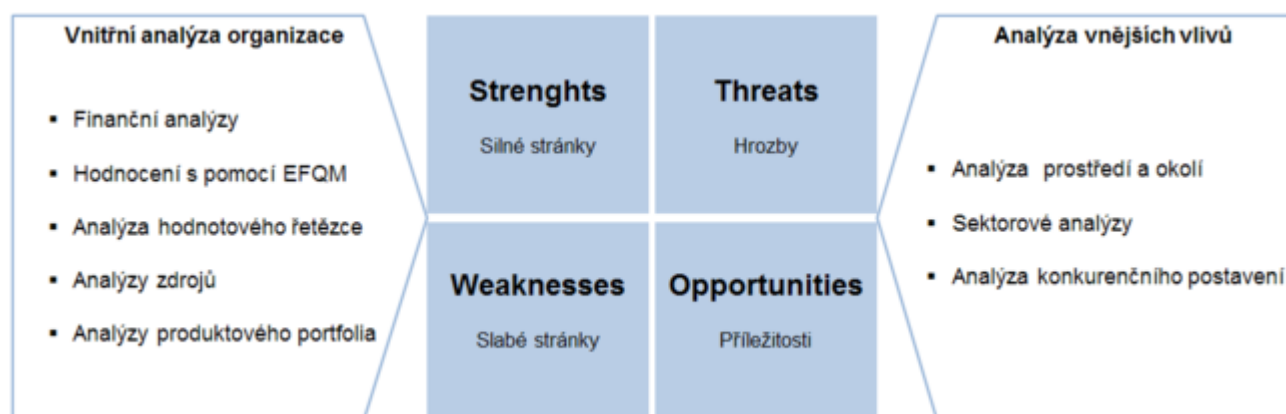 Vnitřní analýza organizace
▪ Finanční analýzy
▪ Hodnocení s pomocí EFQM
▪ Analýza hodnotového řetězce
▪ Analýzy zdrojů
▪ Analýzy produktového portfolia
Strenghts
Silné stránky
Threats
Hrozby
Weaknesses
Slabé stránky
Opportunities
Příležitosti
Analýza vnějších vlivů
▪ Analýza prostředí a okolí
▪ Sektorové analýzy
▪ Analýza konkurenčního postavení